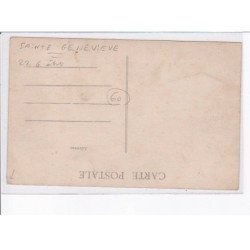 SAINTE GENEVIEVE
60
Adresse
CARTE POSTALE